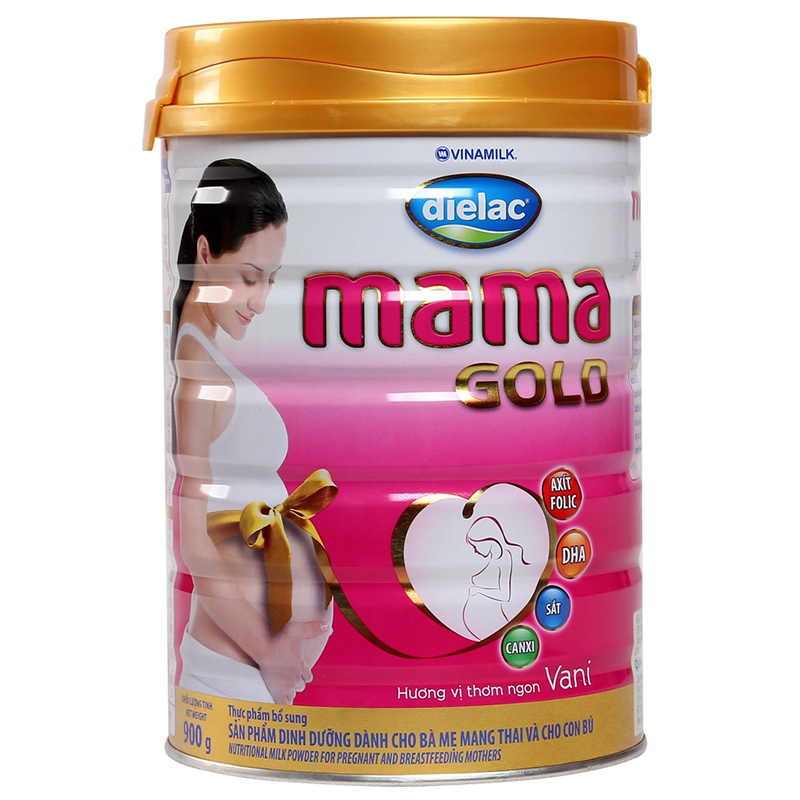 VINAMILK
dielac®
mama
GOLD
AXÍT
FOLIC
DHA
SẮT
CANXI
Hương vị thơm ngon Vani
KHỐI LƯỢNG TỊNH
NET WEIGHT
900 g
Thực phẩm bổ sung
SẢN PHẨM DINH DƯỠNG DÀNH CHO BÀ MẸ MANG THAI VÀ CHO CON BÚ
NUTRITIONAL MILK POWDER FOR PREGNANT AND BREASTFEEDING MOTHERS